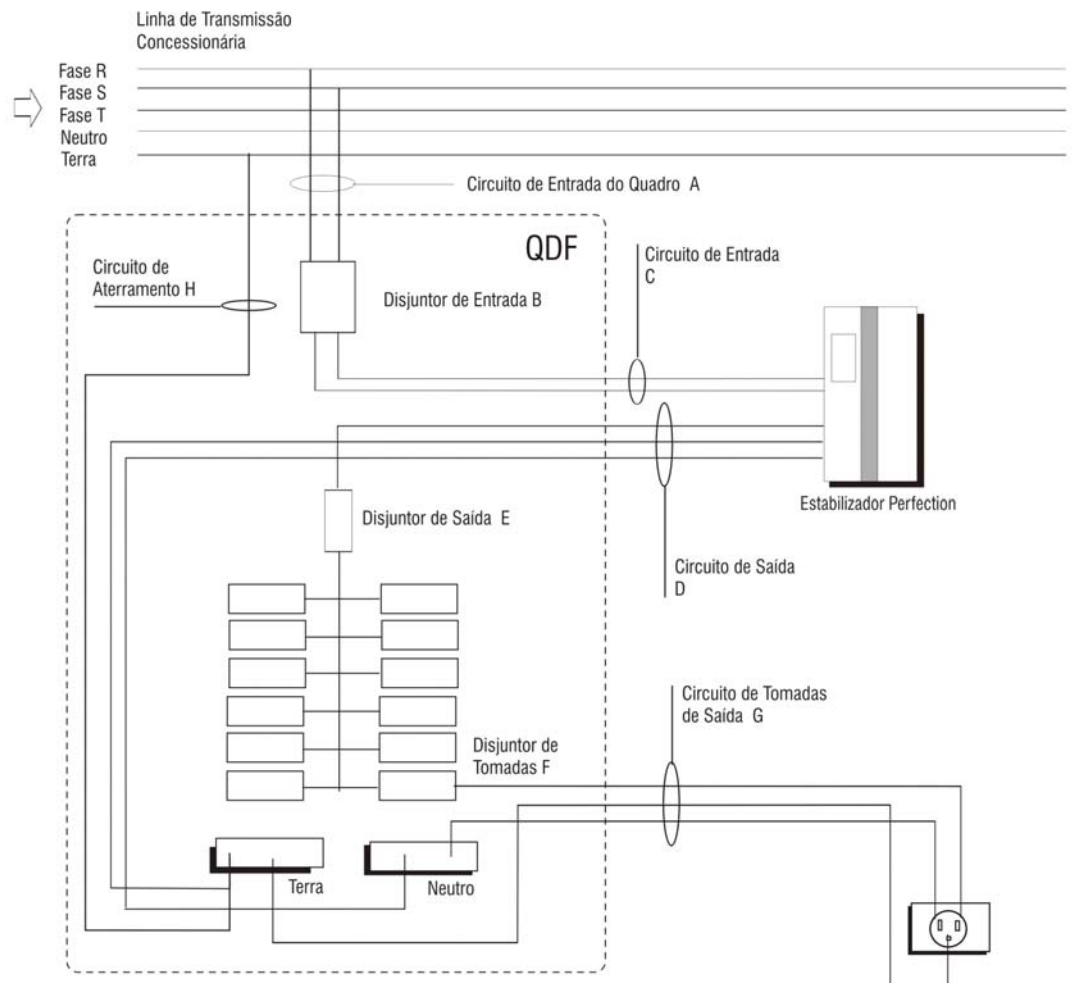 Linha de Transmissão
Concessionária
Fase R
Fase S
Fase T
Neutro
Terra
Circuito de Entrada do Quadro A
QDF
Circuito de
Aterramento H
Disjuntor de Entrada B
Circuito de Entrada
C
Estabilizador Perfection
Disjuntor de Saída E
Circuito de Saída
D
Circuito de Tomadas
de Saída G
Disjuntor de
Tomadas F
Terra
Neutro